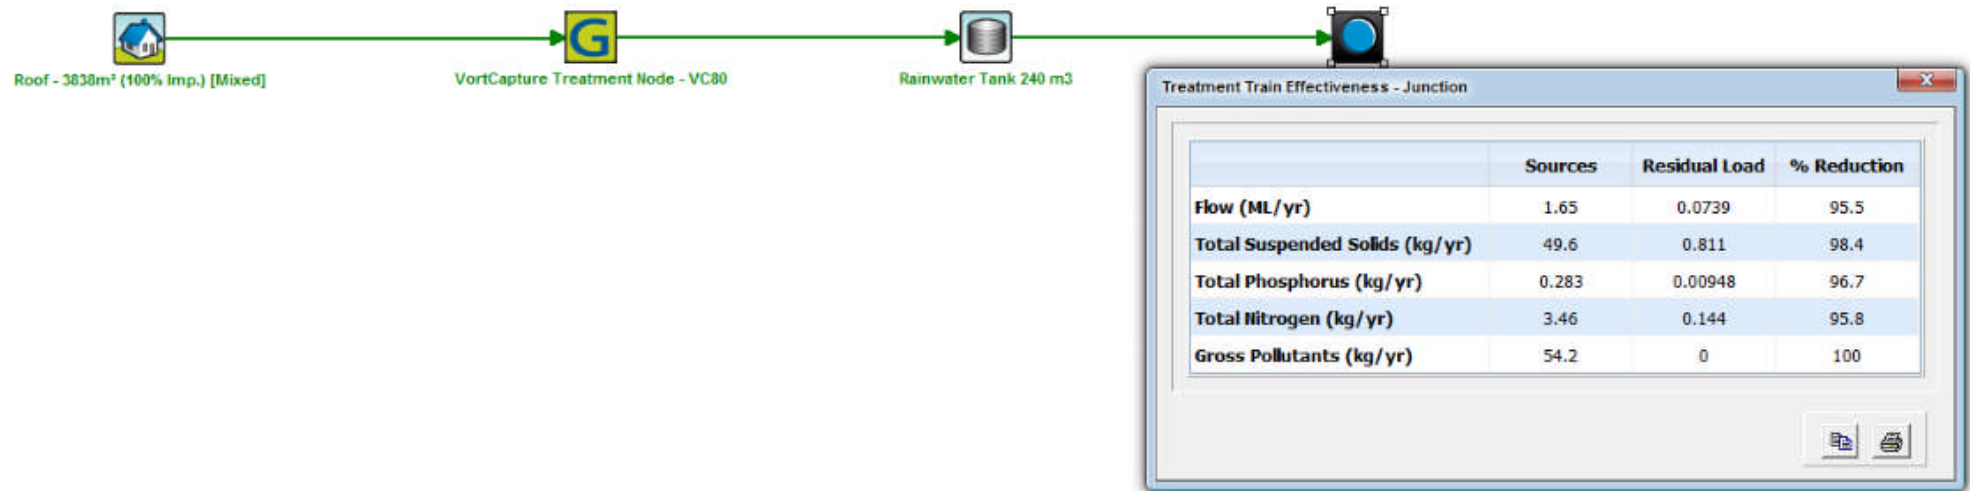 G
Roof - 3838m² (100% Imp.) [Mixed]
VortCapture Treatment Node - VC80
Rainwater Tank 240 m3
Treatment Train Effectiveness - Junction
Sources Residual Load % Reduction
Flow (ML/yr) 1.65 0.0739 95.5
Total Suspended Solids (kg/yr) 49.6 0.811 98.4
Total Phosphorus (kg/yr) 0.283 0.00948 96.7
Total Nitrogen (kg/yr) 3.46 0.144 95.8
Gross Pollutants (kg/yr) 54.2 0 100